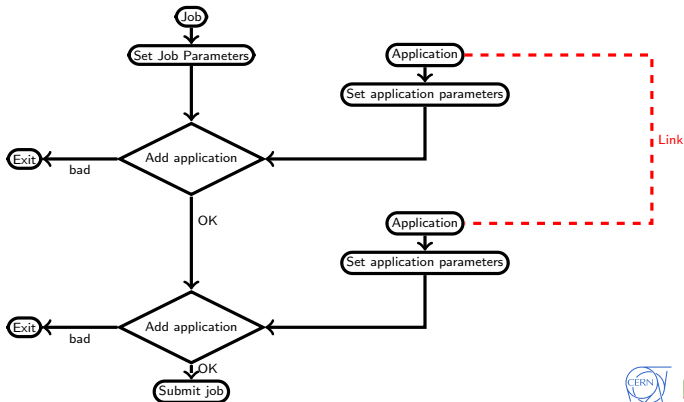 Job
Set Job Parameters
Application
Set application parameters
Link
Exit
bad
Add application
OK
Application
Set application parameters
Exit
bad
Add application
OK
Submit job
CERN